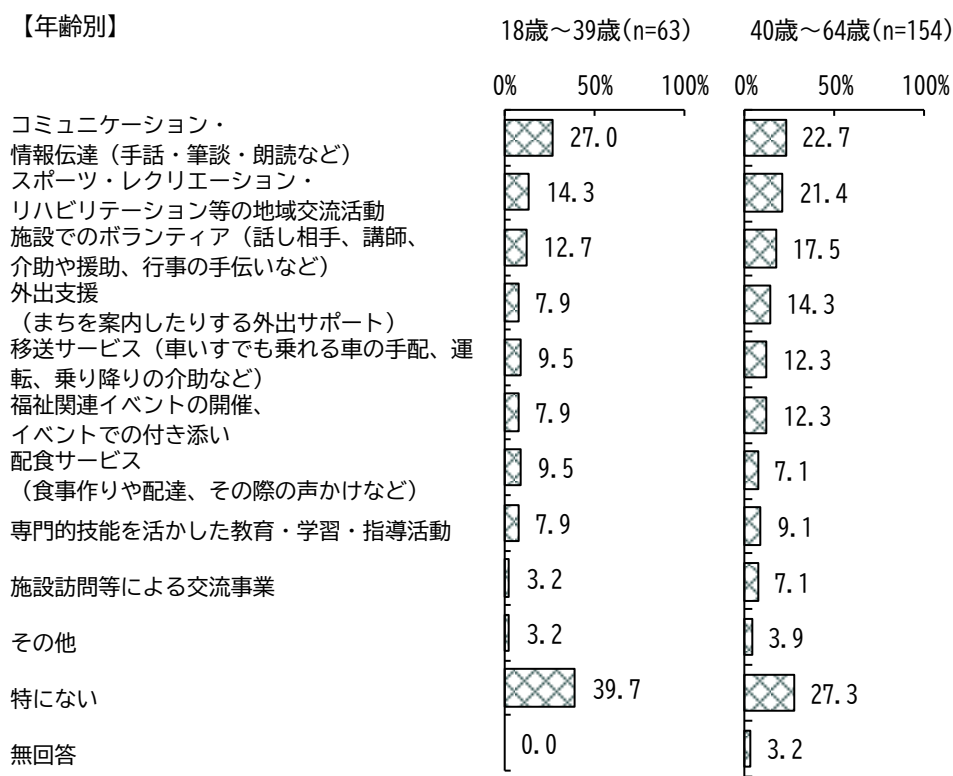 【年齢別】
18歳～39歳(n=63)
40歳～64歳(n=154)
0% 50% 100%
0% 50% 100%
コミュニケーション・
情報伝達（手話・筆談・朗読など）
27.0
22.7
スポーツ・レクリエーション・
リハビリテーション等の地域交流活動
14.3
21.4
施設でのボランティア（話し相手、講師、
介助や援助、行事の手伝いなど）
12.7
17.5
外出支援
（まちを案内したりする外出サポート）
7.9
14.3
移送サービス（車いすでも乗れる車の手配、運
転、乗り降りの介助など）
9.5
12.3
福祉関連イベントの開催、
イベントでの付き添い
7.9
12.3
配食サービス
（食事作りや配達、その際の声かけなど）
9.5
7.1
専門的技能を活かした教育・学習・指導活動
7.9
9.1
施設訪問等による交流事業
3.2
7.1
その他
3.2
3.9
特にない
39.7
27.3
無回答
0.0
3.2